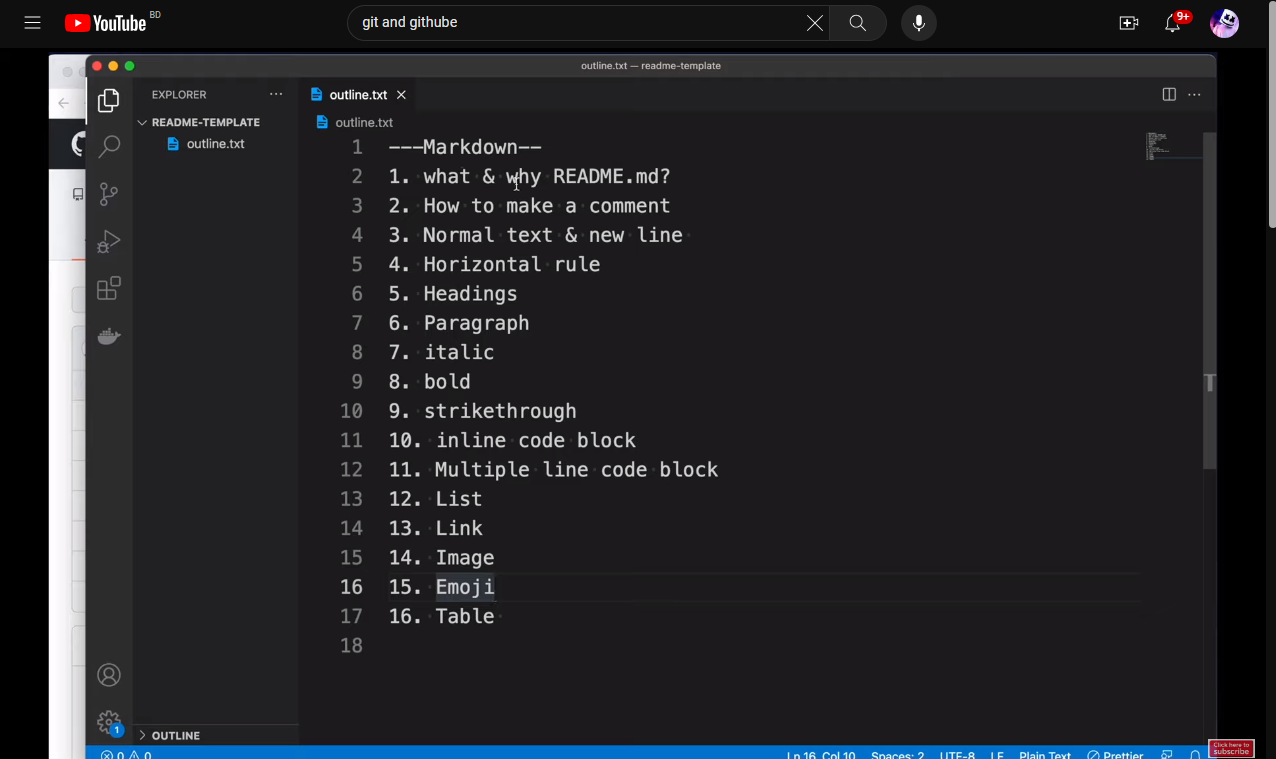 YouTube BD
git and githube
9+
outline.txt — readme-template
EXPLORER
outline.txt
README-TEMPLATE
outline.txt
outline.txt
1 ---Markdown--
2 1. what & why README.md?
3 2. How to make a comment
4 3. Normal text & new line
5 4. Horizontal rule
6 5. Headings
7 6. Paragraph
8 7. italic
9 8. bold
10 9. strikethrough
11 10. inline code block
12 11. Multiple line code block
13 12. List
14 13. Link
15 14. Image
16 15. Emoji
17 16. Table
18
1
OUTLINE
0 0 Ln 16, Col 10 Spaces: 2 UTF-8 LF Plain Text Prettier
Click here to
subscribe